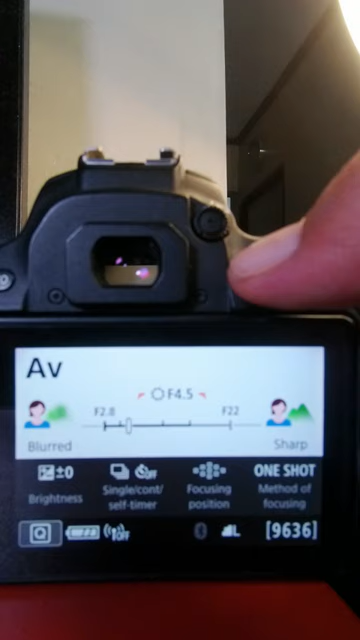 Av
F4.5
F2.8 F22
Blurred Sharp
±0 ONE SHOT
Brightness Single/cont/ self-timer Focusing position Method of focusing
Q OFF L [9636]